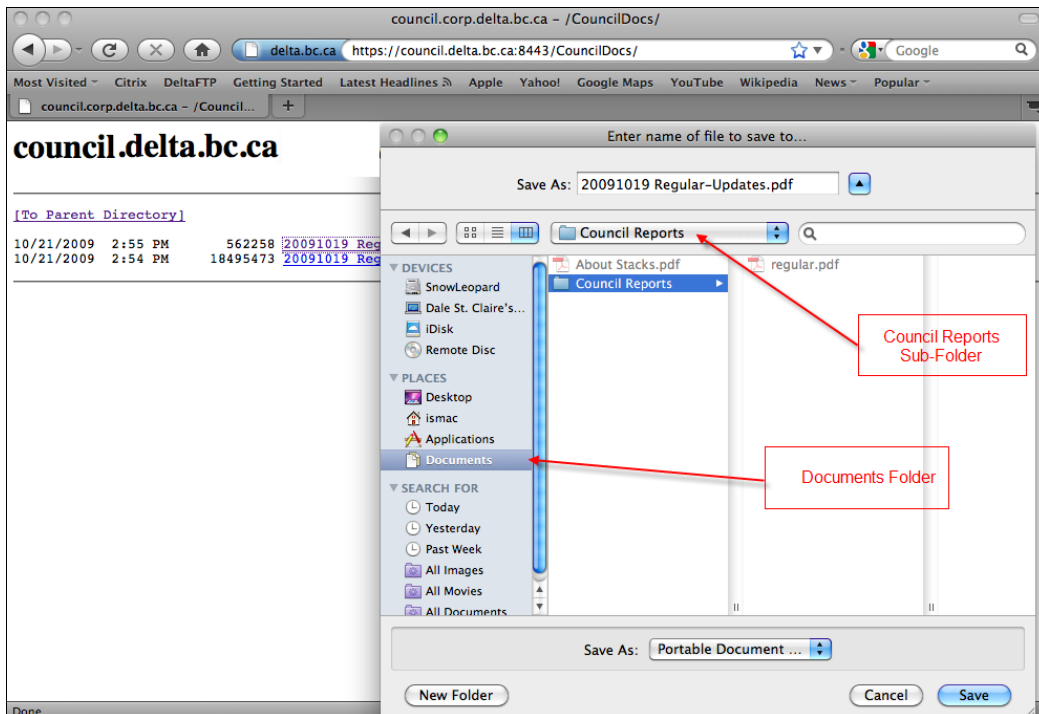 council.corp.delta.bc.ca – /CouncilDocs/
delta.bc.ca https://council.delta.bc.ca:8443/CouncilDocs/ Google
Most Visited Citrix DeltaFTP Getting Started Latest Headlines Apple Yahoo! Google Maps YouTube Wikipedia News Popular
council.corp.delta.bc.ca – /Council... +
council.delta.bc.ca
[To Parent Directory]
10/21/2009 2:55 PM 562258 20091019 Reg
10/21/2009 2:54 PM 18495473 20091019 Reg
Enter name of file to save to...
Save As: 20091019 Regular-Updates.pdf
Council Reports
DEVICES
SnowLeopard
Dale St. Claire's...
iDisk
Remote Disc
PLACES
Desktop
ismac
Applications
Documents
SEARCH FOR
Today
Yesterday
Past Week
All Images
All Movies
All Documents
About Stacks.pdf
Council Reports
regular.pdf
Council Reports
Sub-Folder
Documents Folder
Save As: Portable Document ...
New Folder Cancel Save
Done